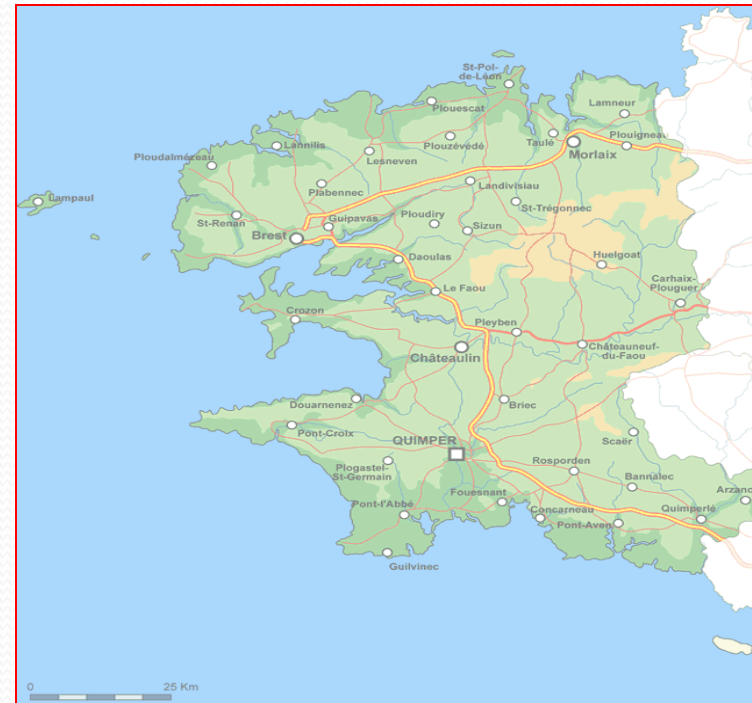 St-Pol-
de-Léon
Plouescat
Lamneur
Lannilis
Plouzévédé
Taulé
Plouigneau
Ploudalmézeau
Lesneven
Morlaix
Plabennec
Landivisiau
Lampaul
St-Renan
Guipavas
Ploudiry
St-Trégonnec
Brest
Sizun
Daoulas
Huelgoat
Carhaix-
Plouguer
Le Faou
Crozon
Pleyben
Châteaulin
Châteauneuf-
du-Faou
Douarnenez
Briec
Pont-Croix
QUIMPER
Scaër
Plogastel-
St-Germain
Rosporden
Bannalec
Arzano
Fouesnant
Pont-l'Abbé
Concarneau
Quimperlé
Pont-Aven
Guilvinec
0 25 Km